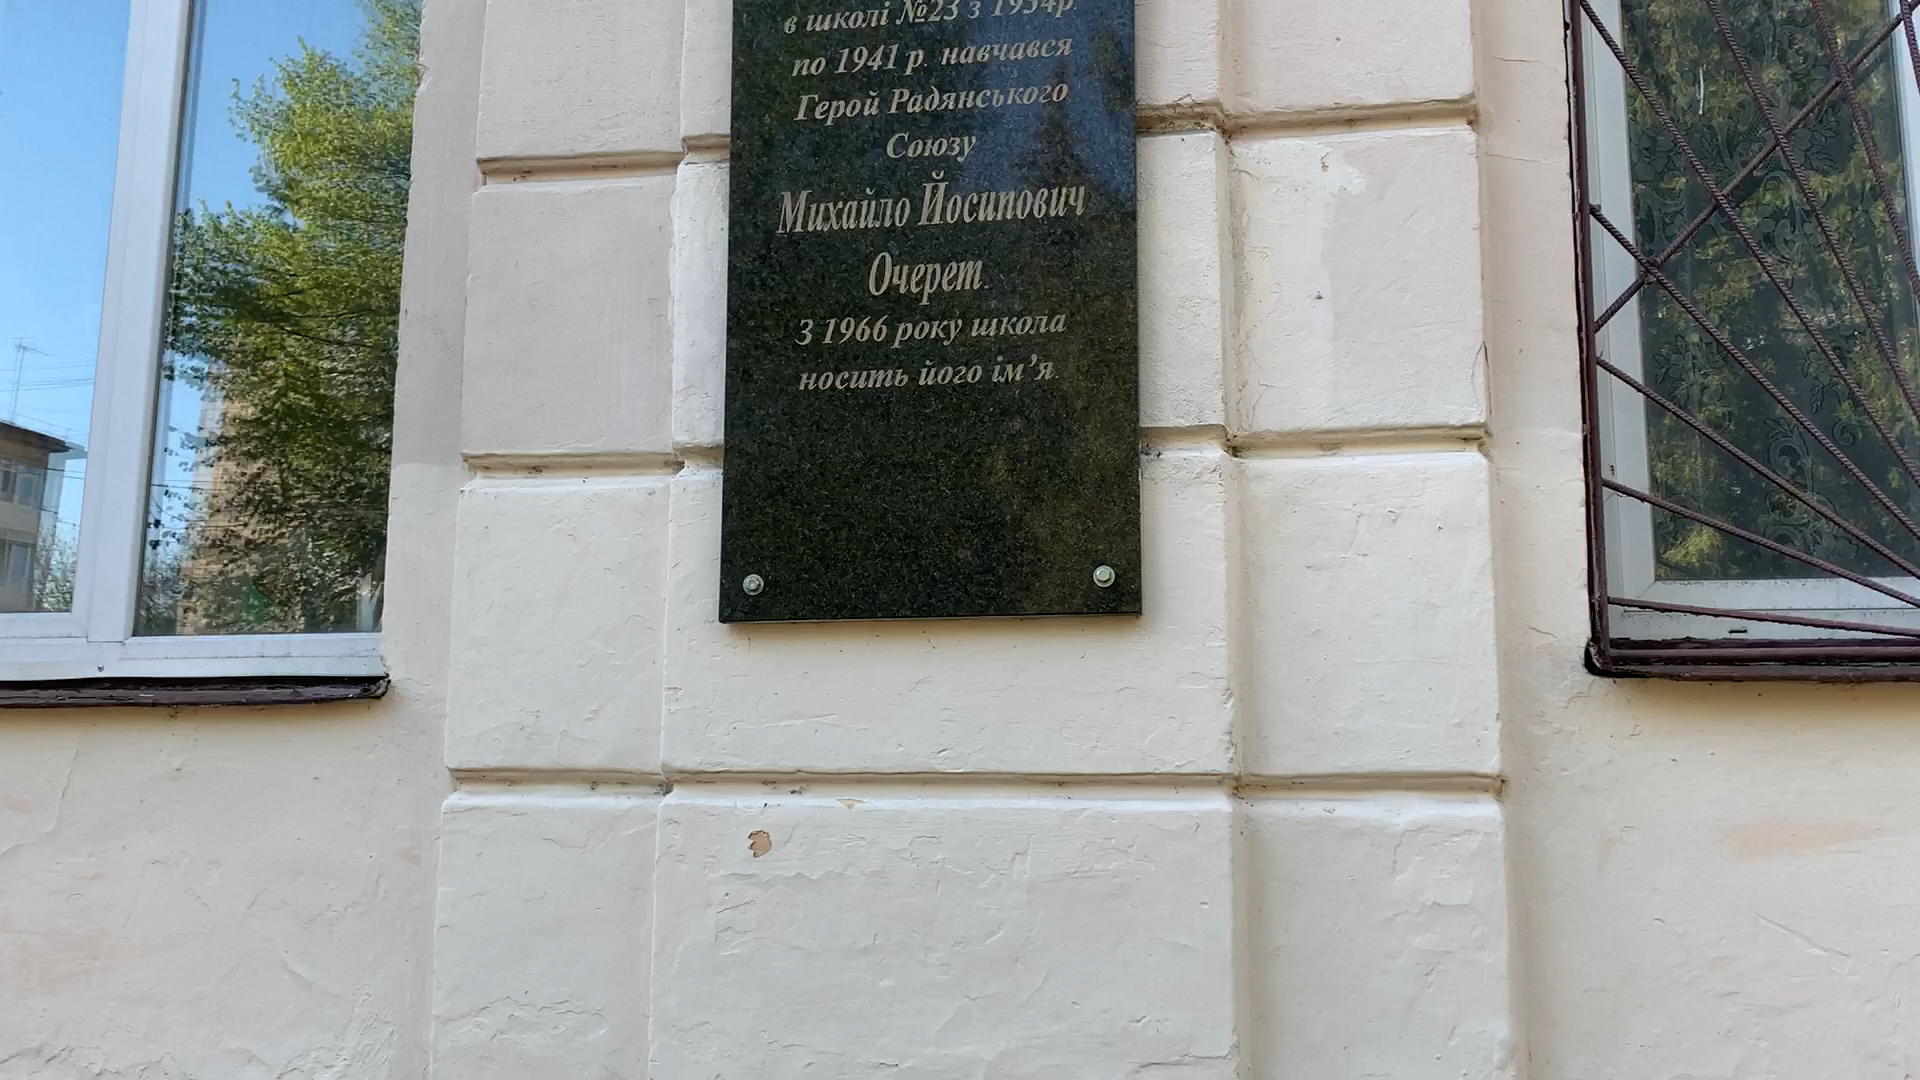 в школі №23 з 1934р.
по 1941 р. навчався
Герой Радянського
Союзу
Михайло Йосипович
Очерет.
З 1966 року школа
носить його ім’я.